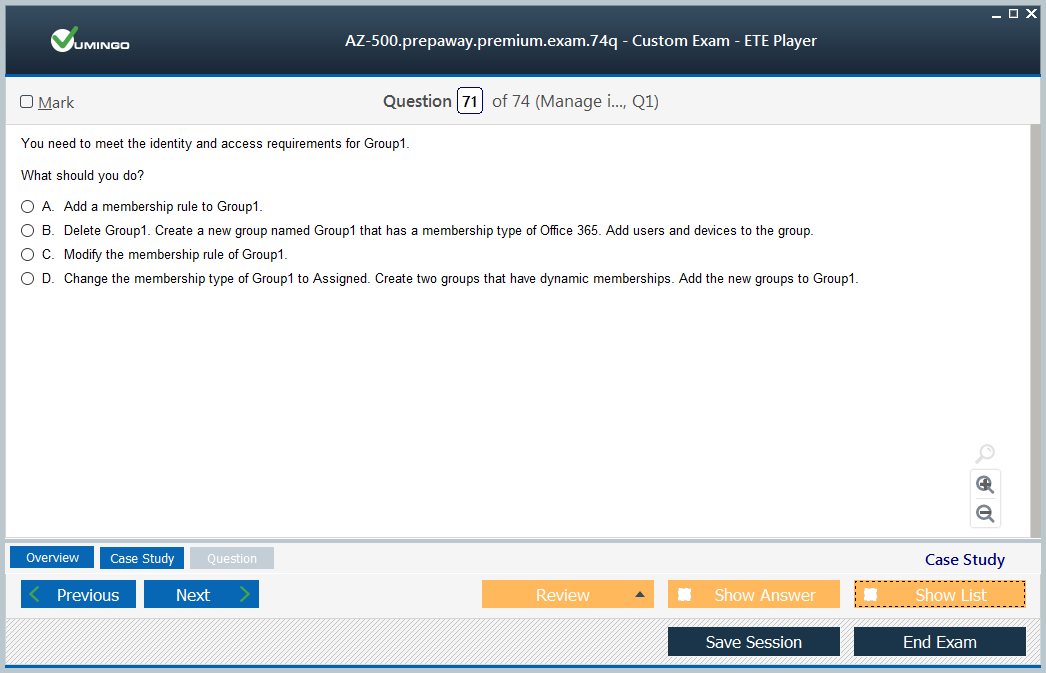 VUMINGO
AZ-500.prepaway.premium.exam.74q - Custom Exam - ETE Player
Mark
Question 71 of 74 (Manage i..., Q1)
You need to meet the identity and access requirements for Group1.
What should you do?
A. Add a membership rule to Group1.
B. Delete Group1. Create a new group named Group1 that has a membership type of Office 365. Add users and devices to the group.
C. Modify the membership rule of Group1.
D. Change the membership type of Group1 to Assigned. Create two groups that have dynamic memberships. Add the new groups to Group1.
Overview Case Study Question Case Study
Previous Next Review Show Answer Show List
Save Session End Exam